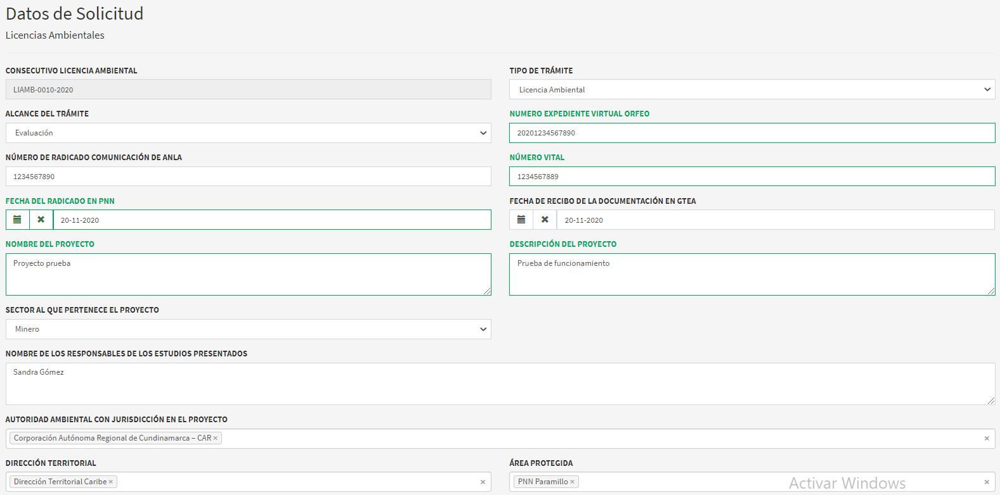 Datos de Solicitud
Licencias Ambientales
CONSECUTIVO LICENCIA AMBIENTAL
LIAMB-0010-2020
TIPO DE TRÁMITE
Licencia Ambiental
ALCANCE DEL TRÁMITE
Evaluación
NUMERO EXPEDIENTE VIRTUAL ORFEO
20201234567890
NÚMERO DE RADICADO COMUNICACIÓN DE ANLA
1234567890
NÚMERO VITAL
1234567889
FECHA DEL RADICADO EN PNN
20-11-2020
FECHA DE RECIBO DE LA DOCUMENTACIÓN EN GTEA
20-11-2020
NOMBRE DEL PROYECTO
Proyecto prueba
DESCRIPCIÓN DEL PROYECTO
Prueba de funcionamiento
SECTOR AL QUE PERTENECE EL PROYECTO
Minero
NOMBRE DE LOS RESPONSABLES DE LOS ESTUDIOS PRESENTADOS
Sandra Gómez
AUTORIDAD AMBIENTAL CON JURISDICCIÓN EN EL PROYECTO
Corporación Autónoma Regional de Cundinamarca – CAR ×
DIRECCIÓN TERRITORIAL
Dirección Territorial Caribe ×
ÁREA PROTEGIDA
PNN Paramillo ×
Activar Windows